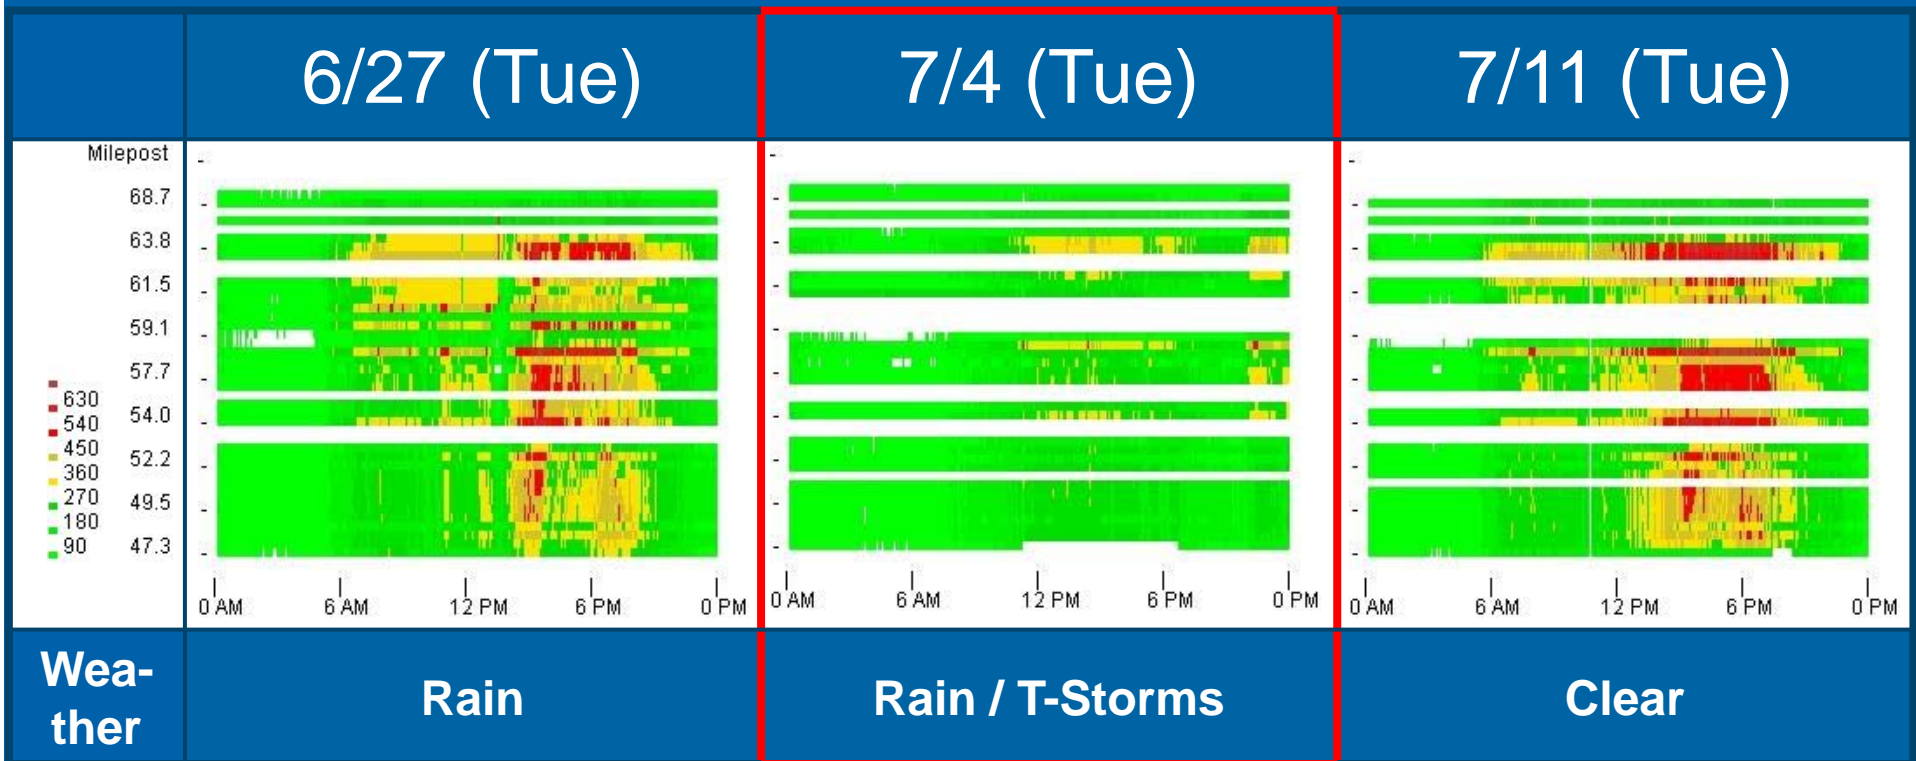 6/27 (Tue)
7/4 (Tue)
7/11 (Tue)
Milepost
68.7
63.8
61.5
59.1
57.7
54.0
52.2
49.5
47.3
630
540
450
360
270
180
90
0 AM 6 AM 12 PM 6 PM 0 PM
0 AM 6 AM 12 PM 6 PM 0 PM
0 AM 6 AM 12 PM 6 PM 0 PM
Wea-
ther
Rain
Rain / T-Storms
Clear